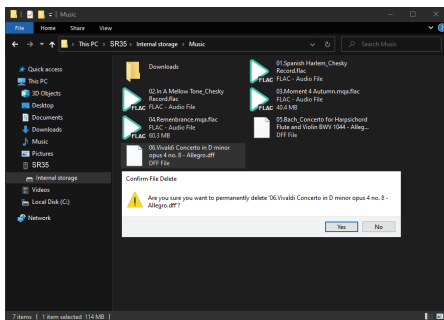 Music
File
Home
Share
View
This PC > SR35 > Internal storage > Music
Search Music
Quick access
This PC
3D Objects
Desktop
Documents
Downloads
Music
Pictures
SR35
Internal storage
Videos
Local Disk (C:)
Network
Downloads
01.Spanish Harlem_Chesky
Record.flac
FLAC - Audio File
FLAC
02.In A Mellow Tone_Chesky
Record.flac
FLAC - Audio File
FLAC
03.Moment 4 Autumn.mqa.flac
FLAC - Audio File
40.4 MB
FLAC
04.Remembrance.mqa.flac
FLAC - Audio File
60.3 MB
FLAC
05.Bach_Concerto for Harpsichord
Flute and Violin BWV 1044 - Alleg...
DFF File
06.Vivaldi Concerto in D minor
opus 4 no. 8 - Allegro.dff
DFF File
Confirm File Delete
Are you sure you want to permanently delete '06.Vivaldi Concerto in D minor opus 4 no. 8 -
Allegro.dff'?
Yes
No
7 items
1 item selected 114 MB